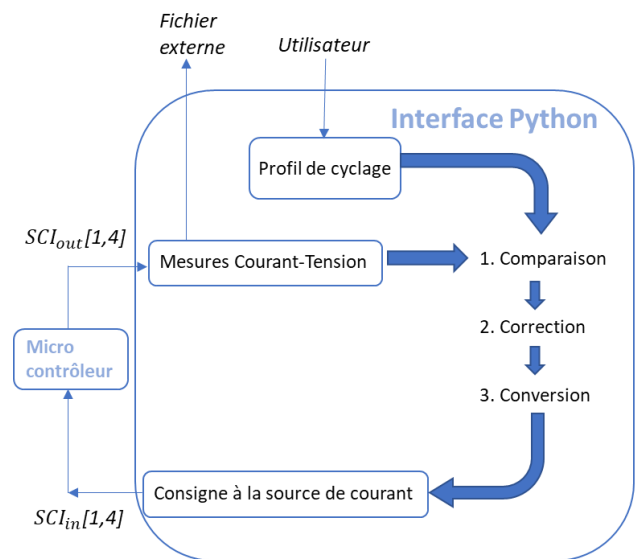 Fichier
externe
Utilisateur
Interface Python
Profil de cyclage
SCI_out[1,4]
Mesures Courant-Tension
1. Comparaison
2. Correction
Micro
contrôleur
3. Conversion
Consigne à la source de courant
SCI_in[1,4]